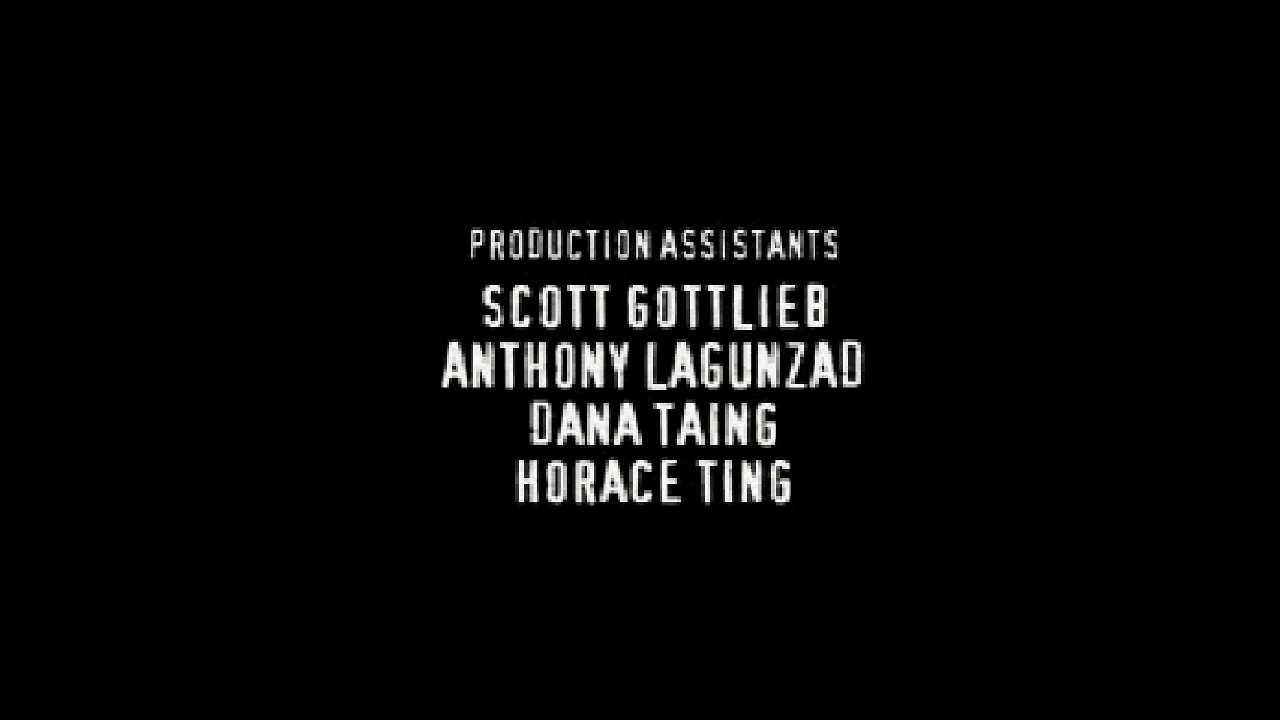 PRODUCTION ASSISTANTS
SCOTT GOTTLIEB
ANTHONY LAGUNZAD
DANA TAING
HORACE TING